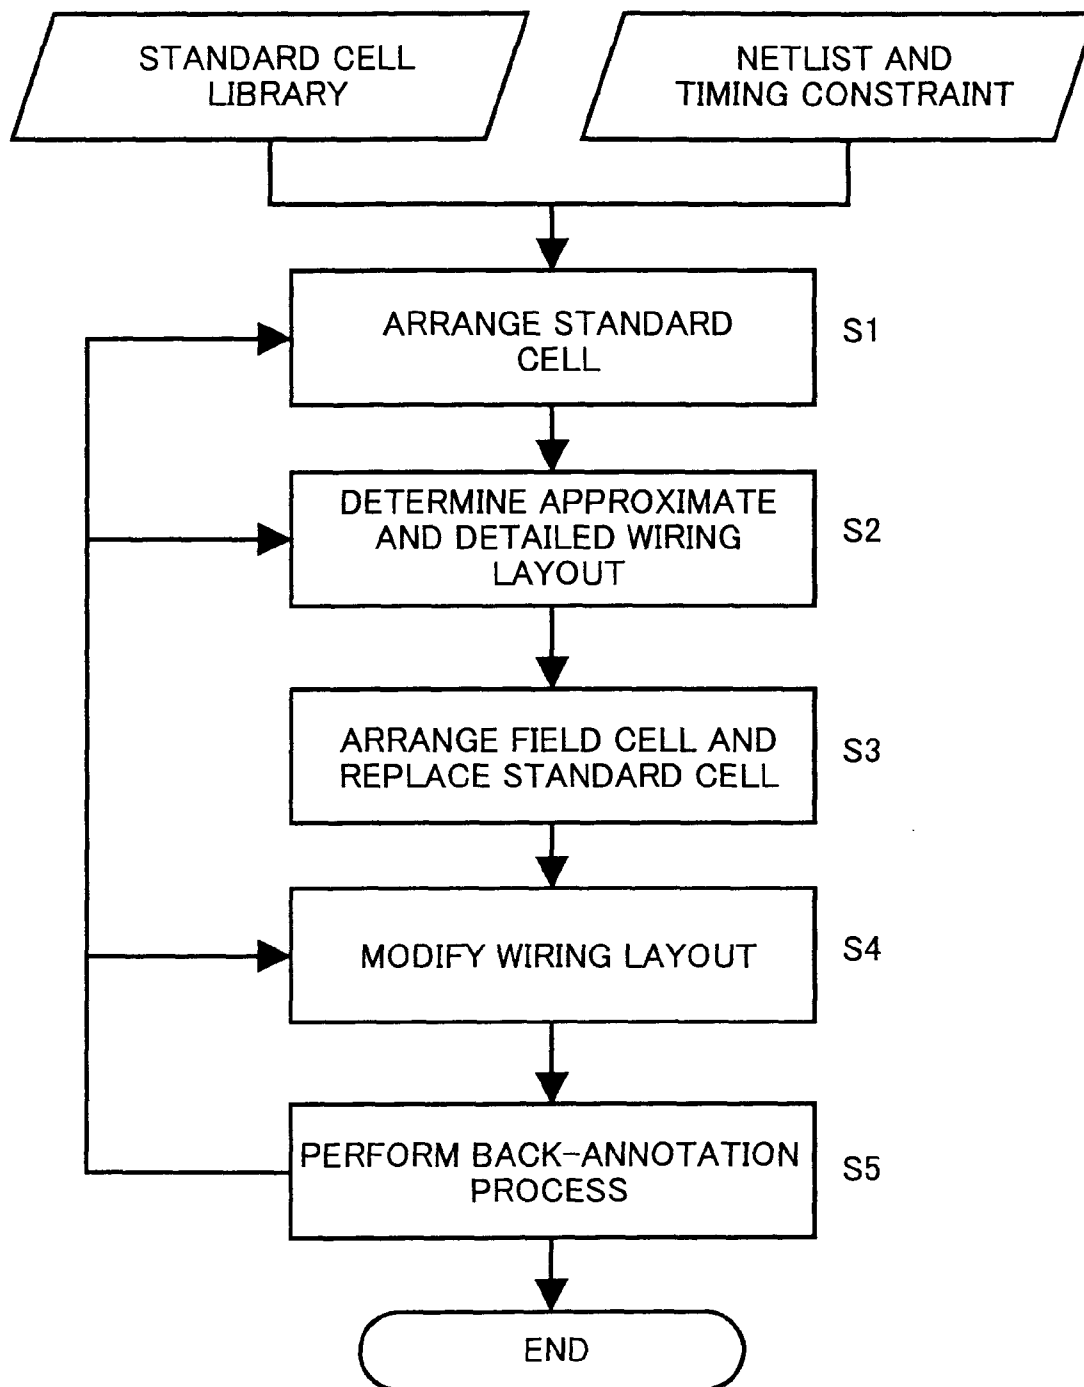 STANDARD CELL
LIBRARY
NETLIST AND
TIMING CONSTRAINT
ARRANGE STANDARD
CELL
S1
DETERMINE APPROXIMATE
AND DETAILED WIRING
LAYOUT
S2
ARRANGE FIELD CELL AND
REPLACE STANDARD CELL
S3
MODIFY WIRING LAYOUT
S4
PERFORM BACK-ANNOTATION
PROCESS
S5
END